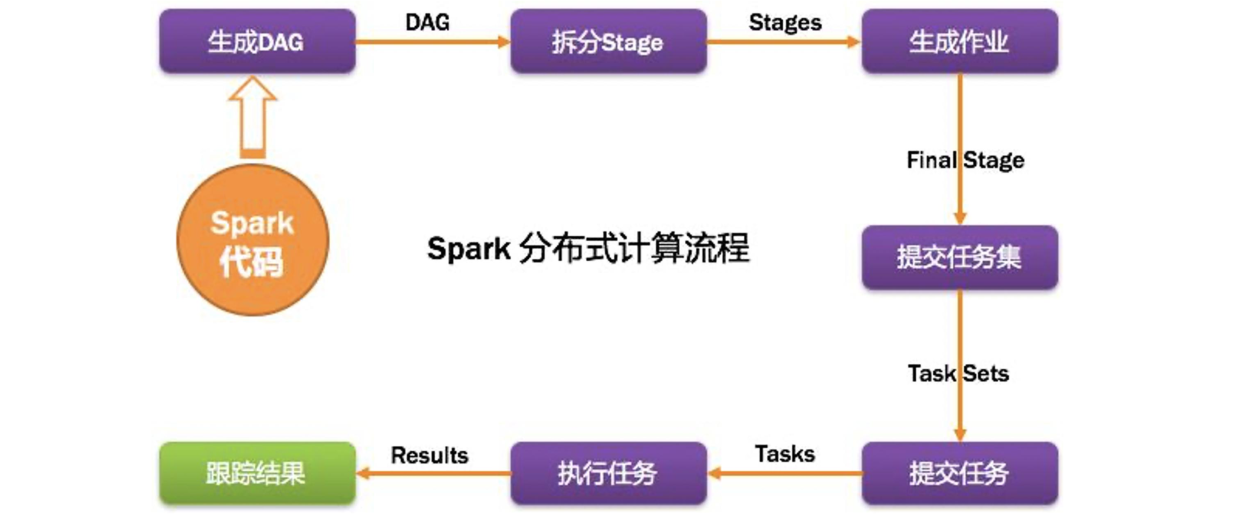 生成DAG
DAG
拆分Stage
Stages
生成作业
Final Stage
Spark
代码
Spark 分布式计算流程
提交任务集
Task Sets
跟踪结果
Results
执行任务
Tasks
提交任务